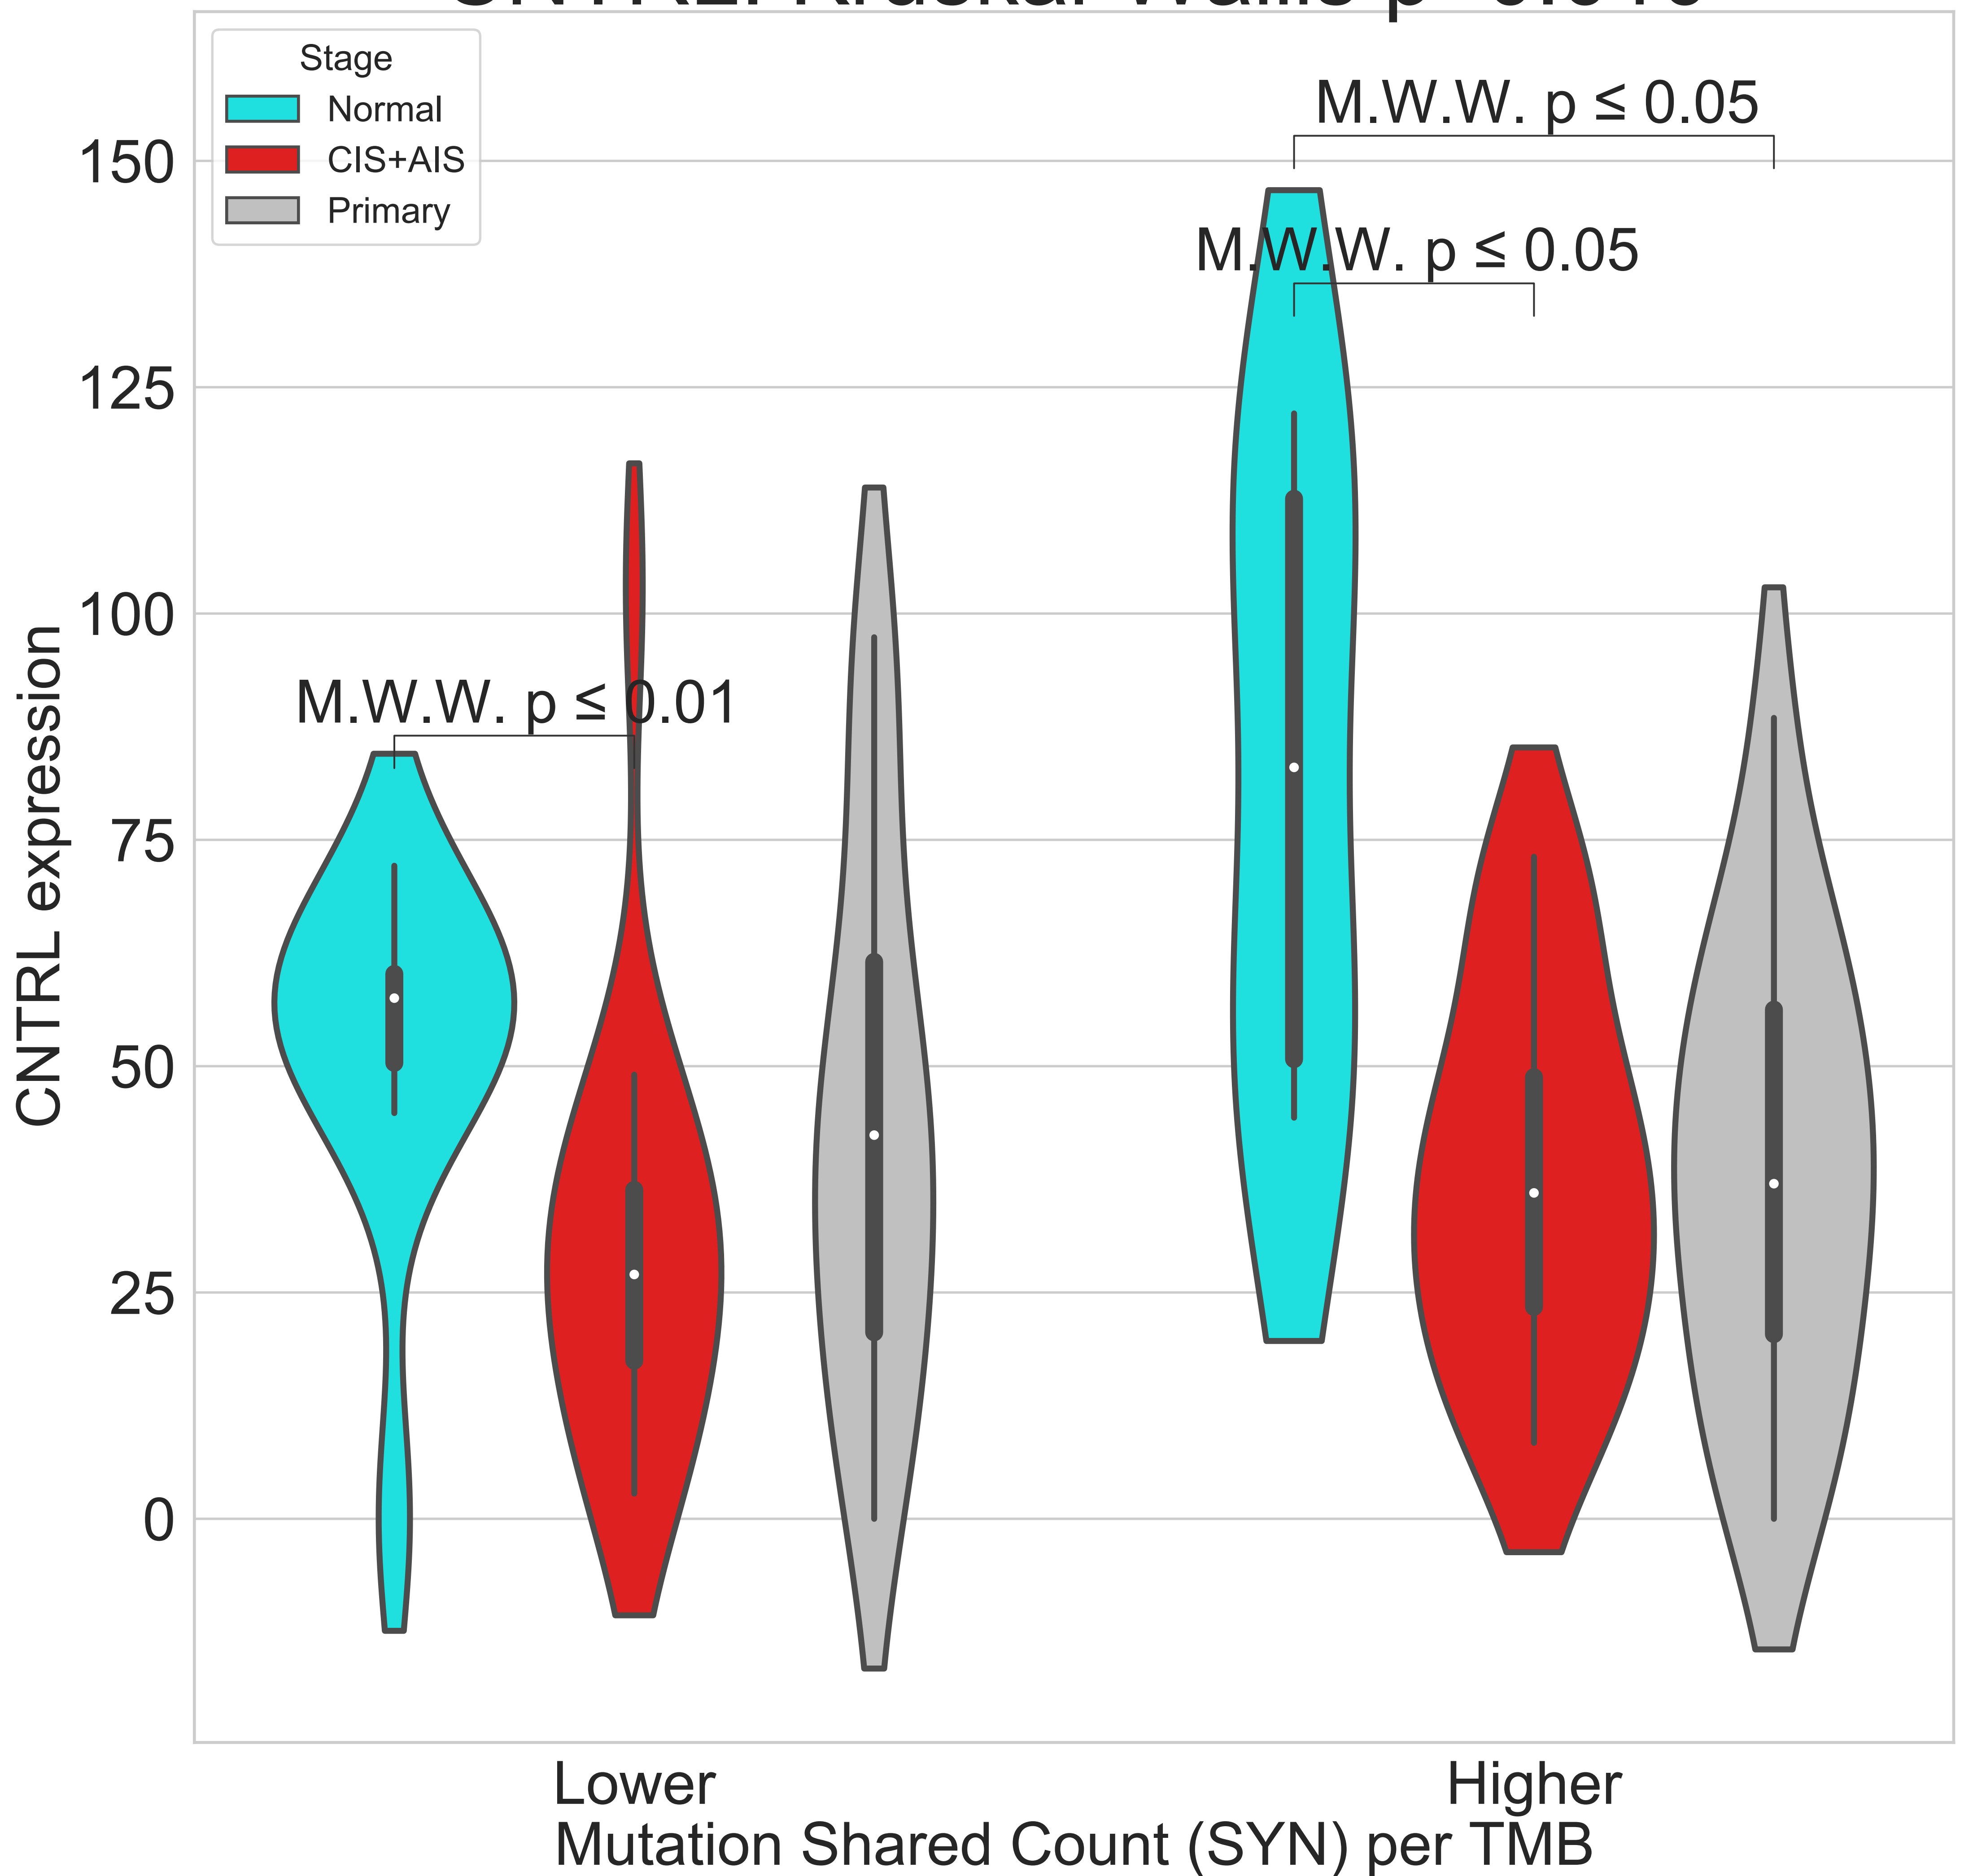 Stage
Normal
CIS+AIS
Primary
M.W.W. p ≤ 0.05
M.W.W. p ≤ 0.05
M.W.W. p ≤ 0.01
CNTRL expression
150
125
100
75
50
25
0
Lower
Higher
Mutation Shared Count (SYN) per TMB